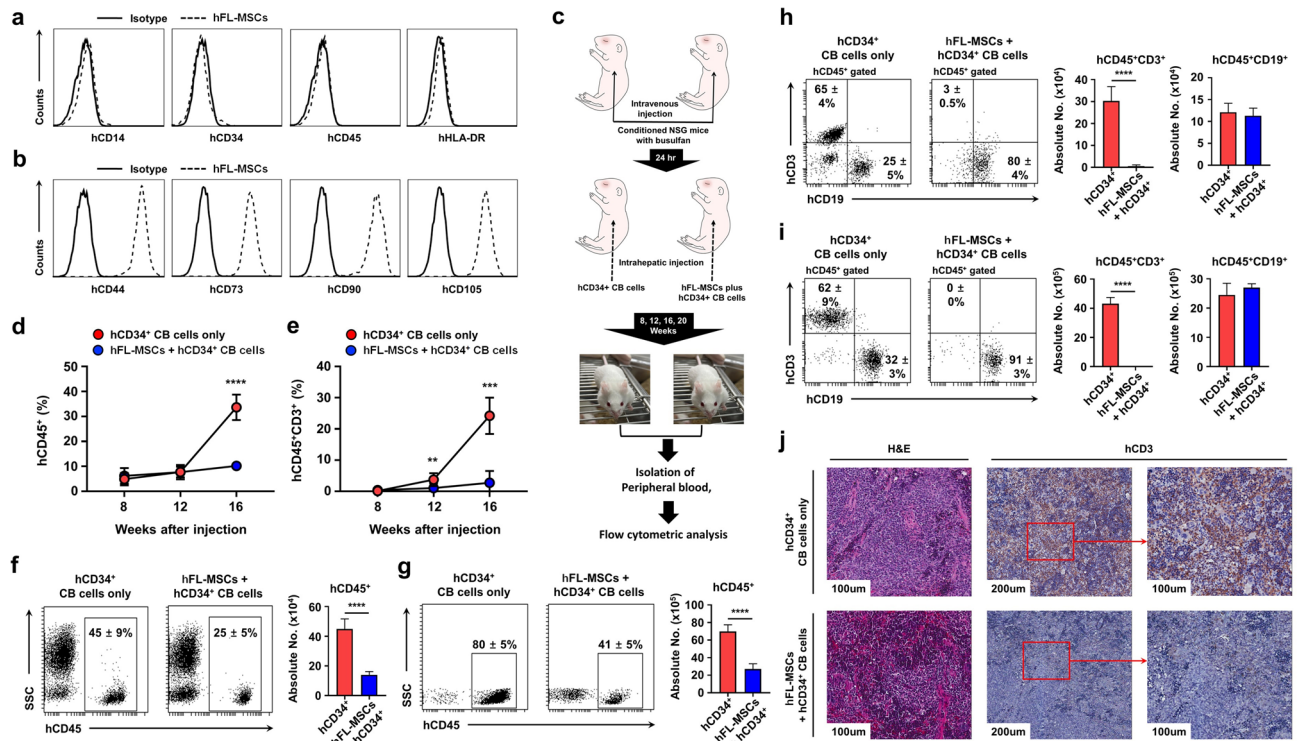 a
Isotype hFL-MSCs
Counts
hCD14 hCD34 hCD45 hHLA-DR
b
Isotype hFL-MSCs
Counts
hCD44 hCD73 hCD90 hCD105
c
Intravenous
injection
Conditioned NSG mice
with busulfan
24 hr
Intrahepatic injection
hCD34+ CB cells
hFL-MSCs plus
hCD34+ CB cells
8, 12, 16, 20
Weeks
Isolation of
Peripheral blood,
Flow cytometric analysis
d
hCD34⁺ CB cells only
hFL-MSCs + hCD34⁺ CB cells
hCD45⁺ (%)
50
40
30
20
10
0
****
8 12 16
Weeks after injection
e
hCD34⁺ CB cells only
hFL-MSCs + hCD34⁺ CB cells
hCD45⁺CD3⁺ (%)
40
30
20
10
0
**
***
8 12 16
Weeks after injection
f
hCD34⁺
CB cells only
hFL-MSCs +
hCD34⁺ CB cells
45 ± 9%
25 ± 5%
SSC
hCD45
hCD45⁺
Absolute No. (x10⁴)
60
40
20
0
****
hCD34⁺
hFL-MSCs
hCD34⁺
g
hCD34⁺
CB cells only
hFL-MSCs +
hCD34⁺ CB cells
80 ± 5%
41 ± 5%
SSC
hCD45
hCD45⁺
Absolute No. (x10⁵)
100
75
50
25
0
****
hCD34⁺
hFL-MSCs
hCD34⁺
h
hCD34⁺
CB cells only
hFL-MSCs +
hCD34⁺ CB cells
hCD45⁺ gated
hCD45⁺ gated
65 ±
4%
25 ±
5%
3 ±
0.5%
80 ±
4%
hCD3
hCD19
hCD45⁺CD3⁺
Absolute No. (x10⁴)
40
30
20
10
0
****
hCD34⁺
hFL-MSCs
+ hCD34⁺
hCD45⁺CD19⁺
Absolute No. (x10⁴)
20
15
10
5
0
hCD34⁺
hFL-MSCs
+ hCD34⁺
i
hCD34⁺
CB cells only
hFL-MSCs +
hCD34⁺ CB cells
hCD45⁺ gated
hCD45⁺ gated
62 ±
9%
32 ±
3%
0 ±
0%
91 ±
3%
hCD3
hCD19
hCD45⁺CD3⁺
Absolute No. (x10⁵)
60
40
20
0
****
hCD34⁺
hFL-MSCs
+ hCD34⁺
hCD45⁺CD19⁺
Absolute No. (x10⁵)
30
20
10
0
hCD34⁺
hFL-MSCs
+ hCD34⁺
j
H&E hCD3
hCD34⁺
CB cells only
100um 200um 100um
hFL-MSCs
+ hCD34⁺ CB cells
100um 200um 100um